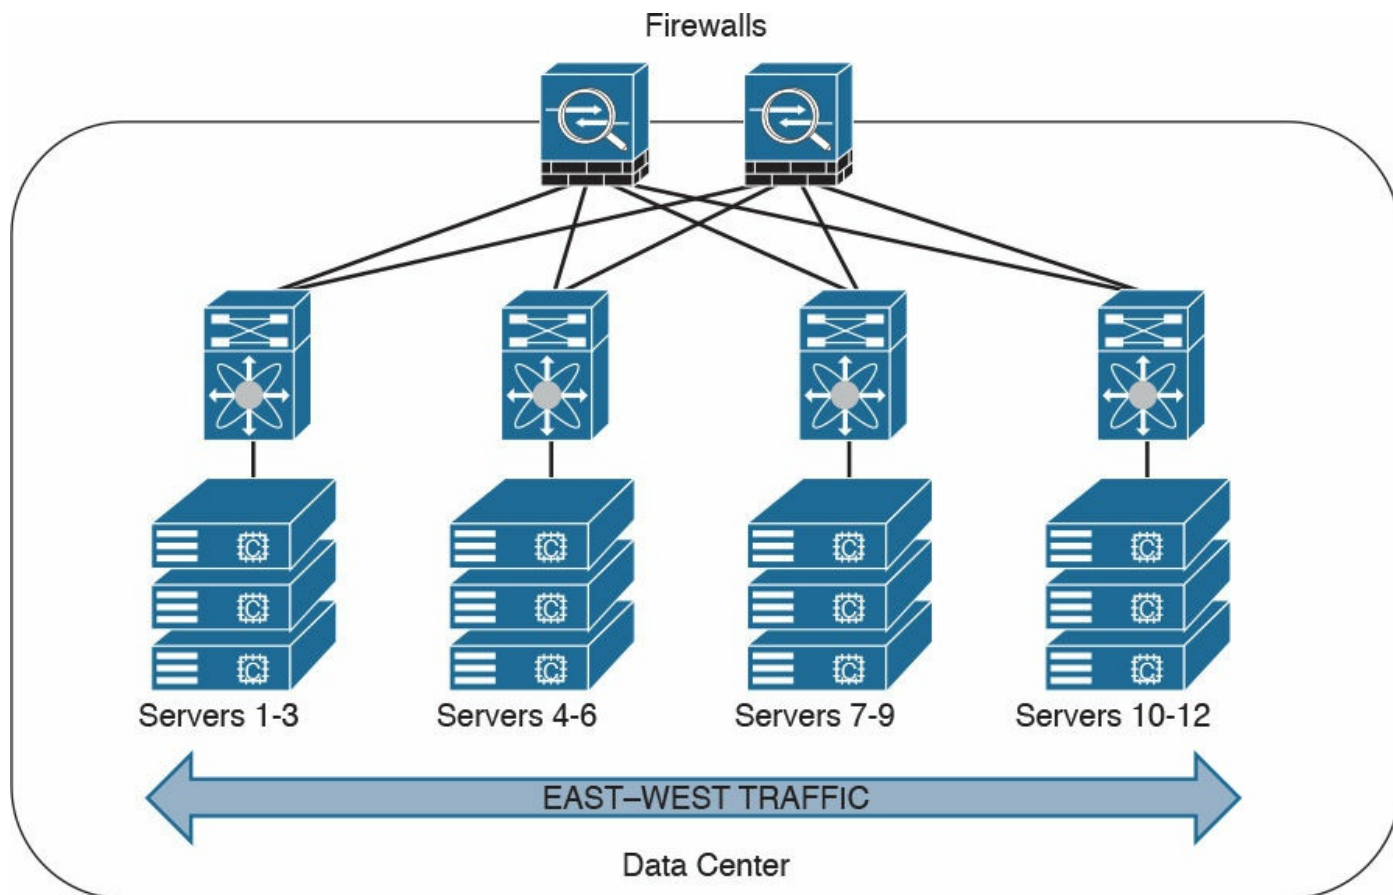 Firewalls
C C C C
C C C C
C C C C
Servers 1-3 Servers 4-6 Servers 7-9 Servers 10-12
EAST–WEST TRAFFIC
Data Center